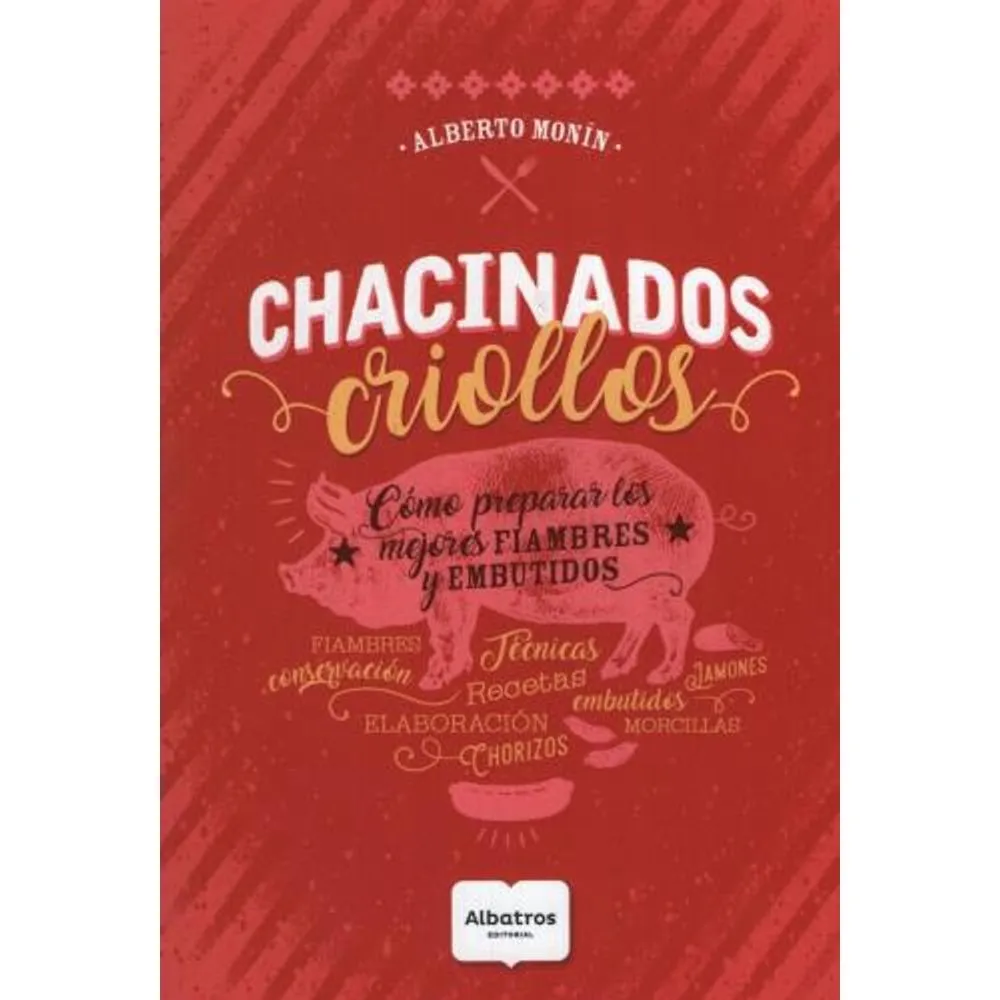 · ALBERTO MONÍN ·
CHACINADOS
criollos
Cómo preparar los
mejores FIAMBRES
y EMBUTIDOS
FIAMBRES
conservación
Técnicas
Recetas
JAMONES
embutidos
MORCILLAS
ELABORACIÓN
CHORIZOS
Albatros
EDITORIAL